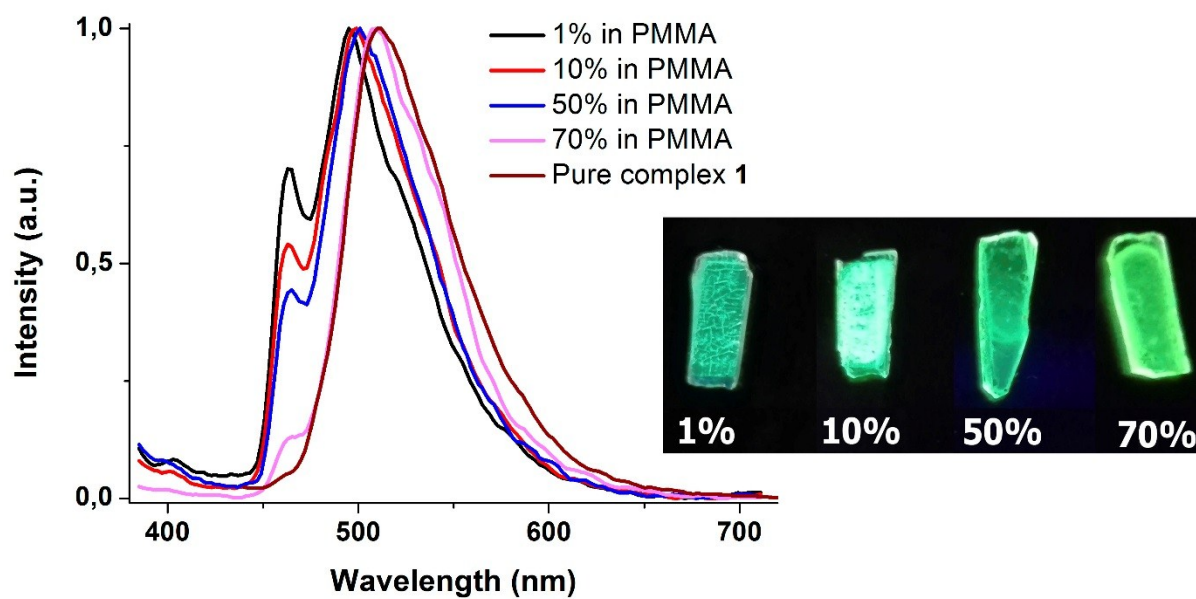 1,0
0,5
0,0
Intensity (a.u.)
1% in PMMA
10% in PMMA
50% in PMMA
70% in PMMA
Pure complex 1
1% 10% 50% 70%
400 500 600 700
Wavelength (nm)